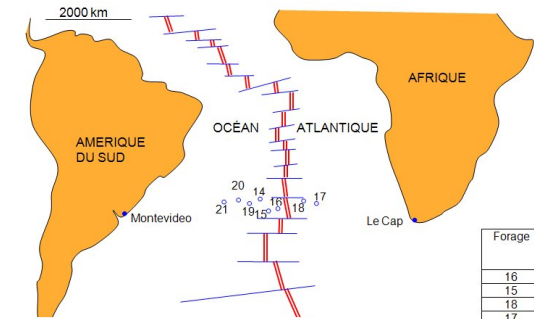 2000 km
AFRIQUE
OCÉAN ATLANTIQUE
AMERIQUE
DU SUD
20 14
21 19 15 16 18 17
Montevideo
Le Cap
Forage
16
15
18